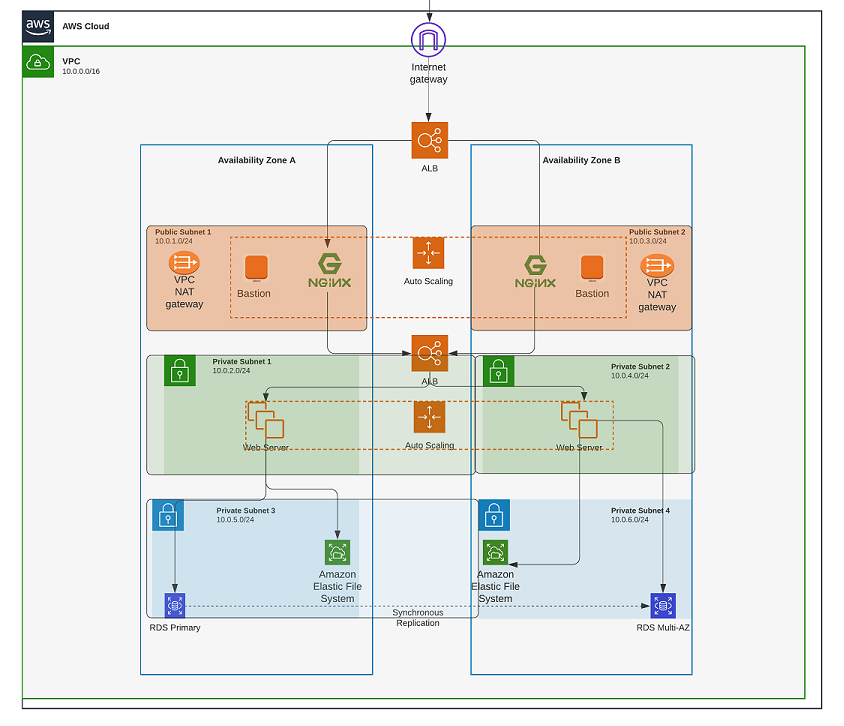 aws
AWS Cloud
VPC
10.0.0.0/16
Internet
gateway
ALB
Availability Zone A
Availability Zone B
Public Subnet 1
10.0.1.0/24
VPC
NAT
gateway
Bastion
NGINX
Auto Scaling
NGINX
Bastion
Public Subnet 2
10.0.3.0/24
VPC
NAT
gateway
ALB
Private Subnet 1
10.0.2.0/24
Private Subnet 2
10.0.4.0/24
Web Server
Auto Scaling
Web Server
Private Subnet 3
10.0.5.0/24
Private Subnet 4
10.0.6.0/24
Amazon
Elastic File
System
Amazon
Elastic File
System
Synchronous
Replication
RDS Primary
RDS Multi-AZ